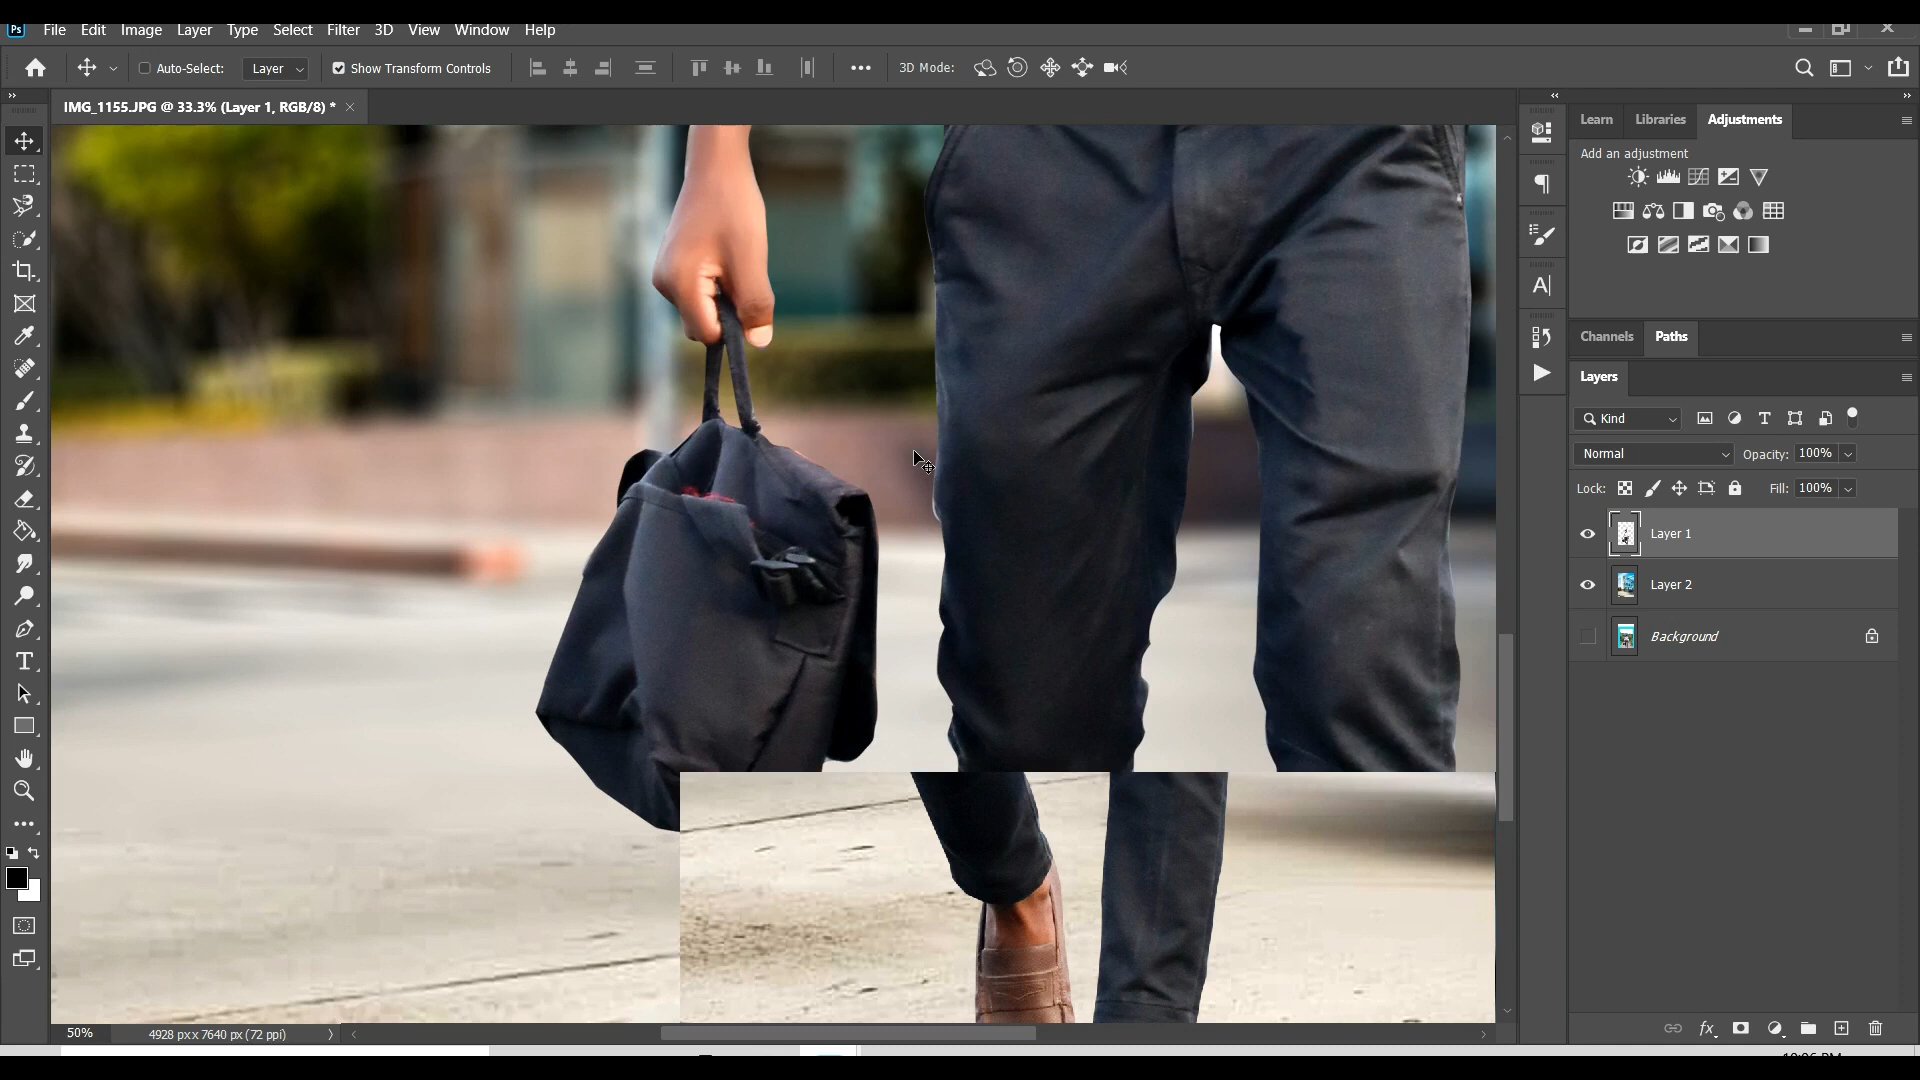 Ps File Edit Image Layer Type Select Filter 3D View Window Help
Auto-Select: Layer Show Transform Controls 3D Mode:
IMG_1155.JPG @ 33.3% (Layer 1, RGB/8) *
Learn Libraries Adjustments
Add an adjustment
Channels Paths
Layers
Kind
Normal Opacity: 100%
Lock: Fill: 100%
Layer 1
Layer 2
Background
50% 4928 px x 7640 px (72 ppi)